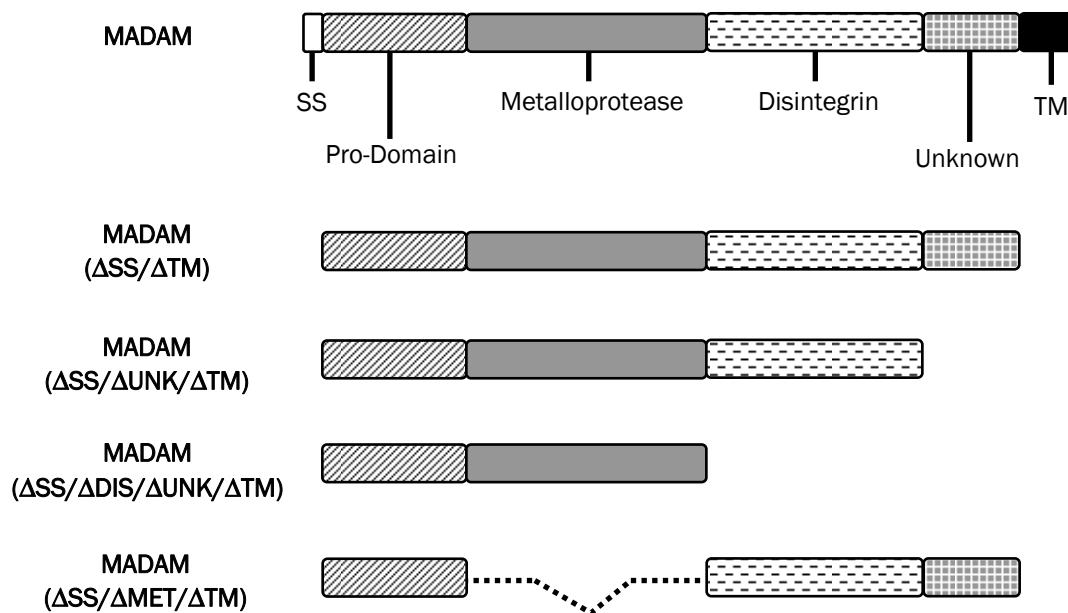 MADAM
SS
Metalloprotease
Disintegrin
TM
Pro-Domain
Unknown
MADAM
(ΔSS/ΔTM)
MADAM
(ΔSS/ΔUNK/ΔTM)
MADAM
(ΔSS/ΔDIS/ΔUNK/ΔTM)
MADAM
(ΔSS/ΔMET/ΔTM)